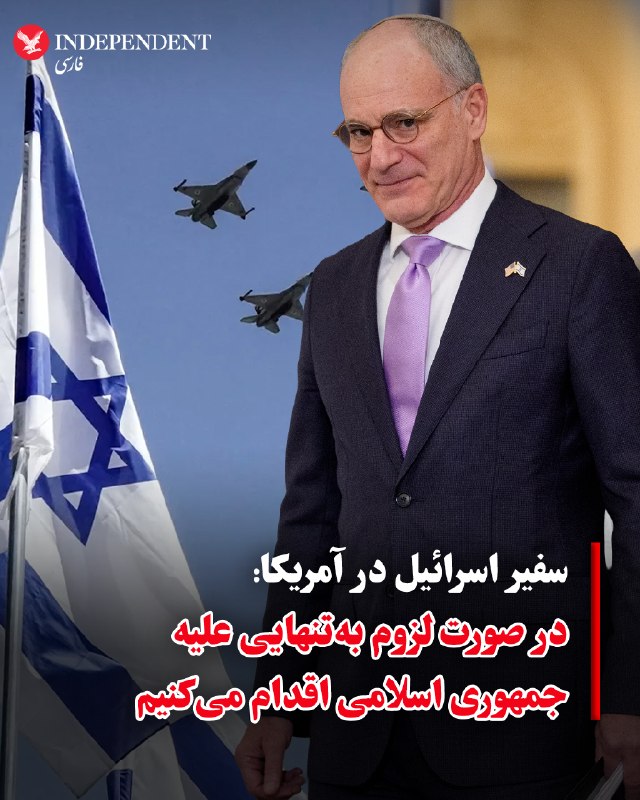 INDEPENDENT
فارسی
سفیر اسرائیل در آمریکا:
در صورت لزوم به‌تنهایی علیه
جمهوری اسلامی اقدام می‌کنیم